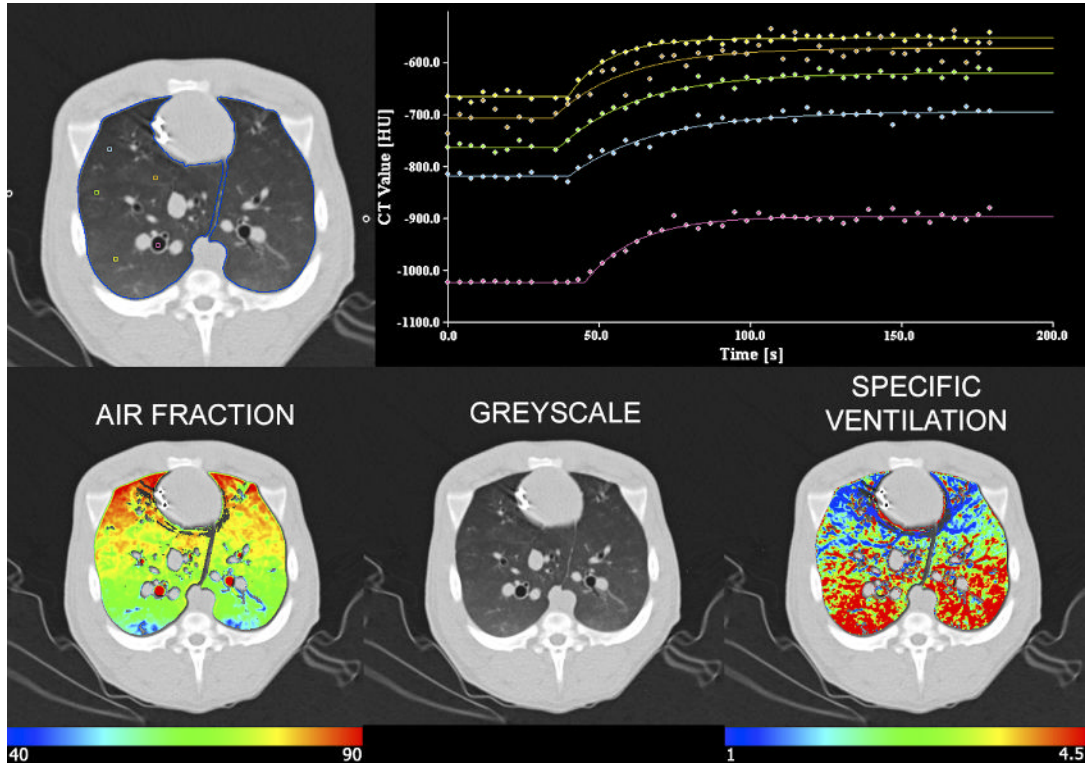 -600.0
-700.0
-800.0
-900.0
-1000.0
-1100.0
CT Value [HU]
0.0
50.0
100.0
150.0
200.0
Time [s]
AIR FRACTION
GREYSCALE
SPECIFIC
VENTILATION
40
90
1
4.5